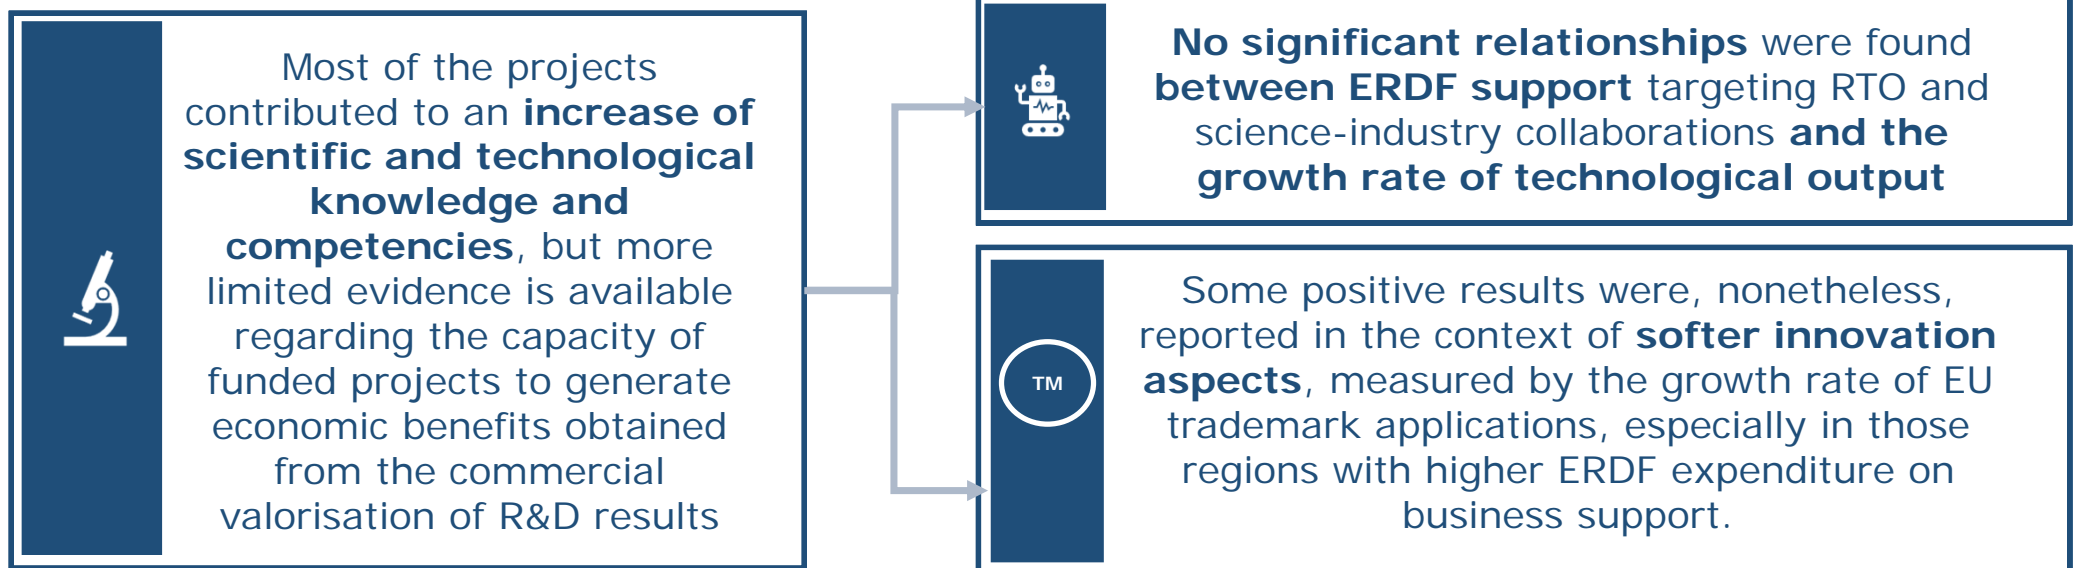 Most of the projects
contributed to an increase of
scientific and technological
knowledge and
competencies, but more
limited evidence is available
regarding the capacity of
funded projects to generate
economic benefits obtained
from the commercial
valorisation of R&D results
No significant relationships were found
between ERDF support targeting RTO and
science-industry collaborations and the
growth rate of technological output
TM
Some positive results were, nonetheless,
reported in the context of softer innovation
aspects, measured by the growth rate of EU
trademark applications, especially in those
regions with higher ERDF expenditure on
business support.